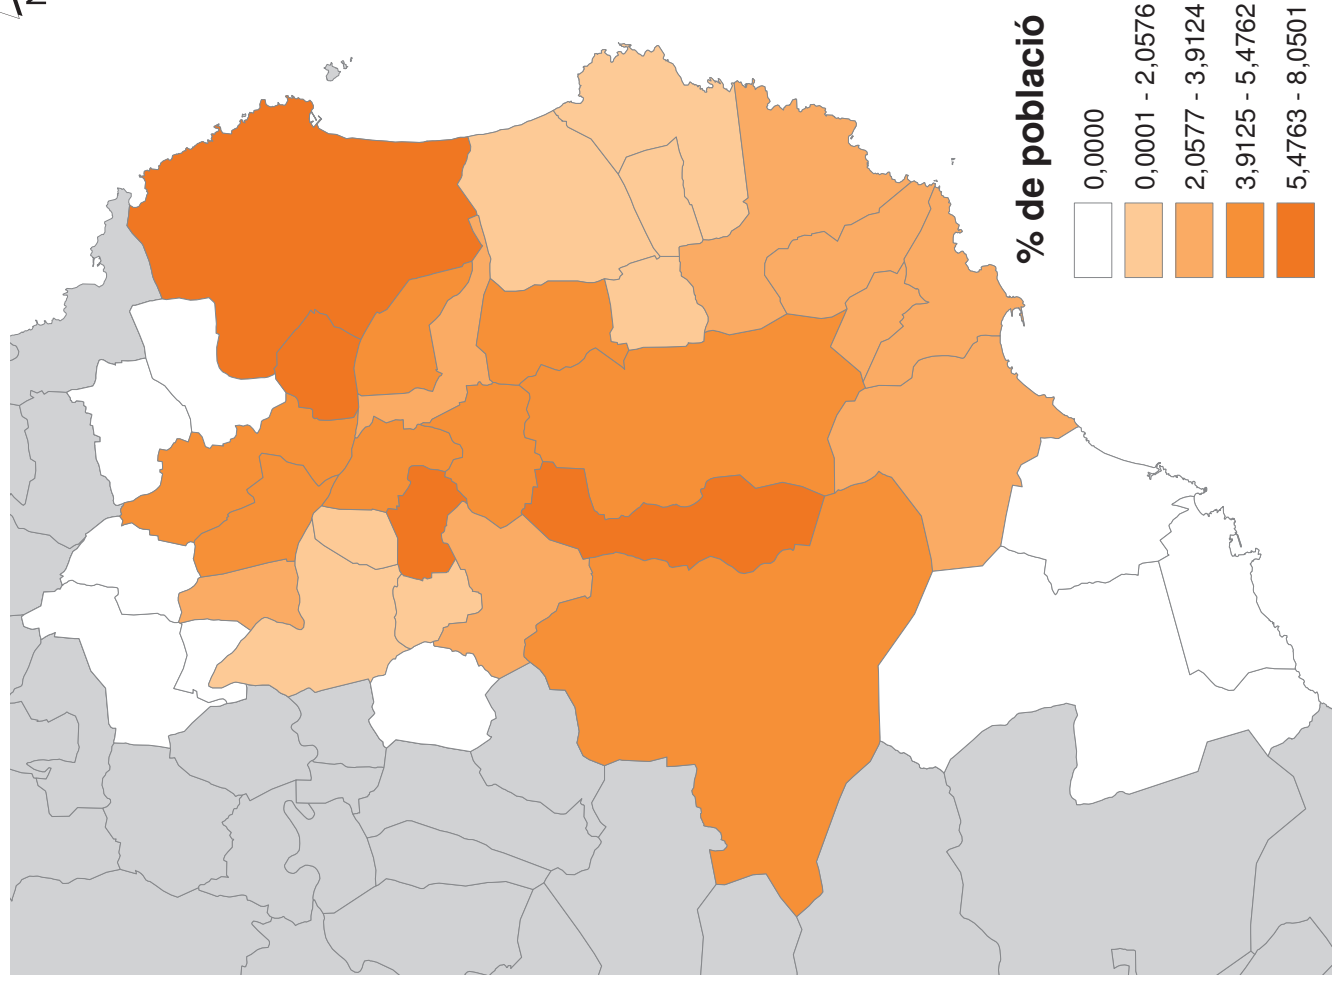 N
% de població
0,0000
0,0001 - 2,0576
2,0577 - 3,9124
3,9125 - 5,4762
5,4763 - 8,0501